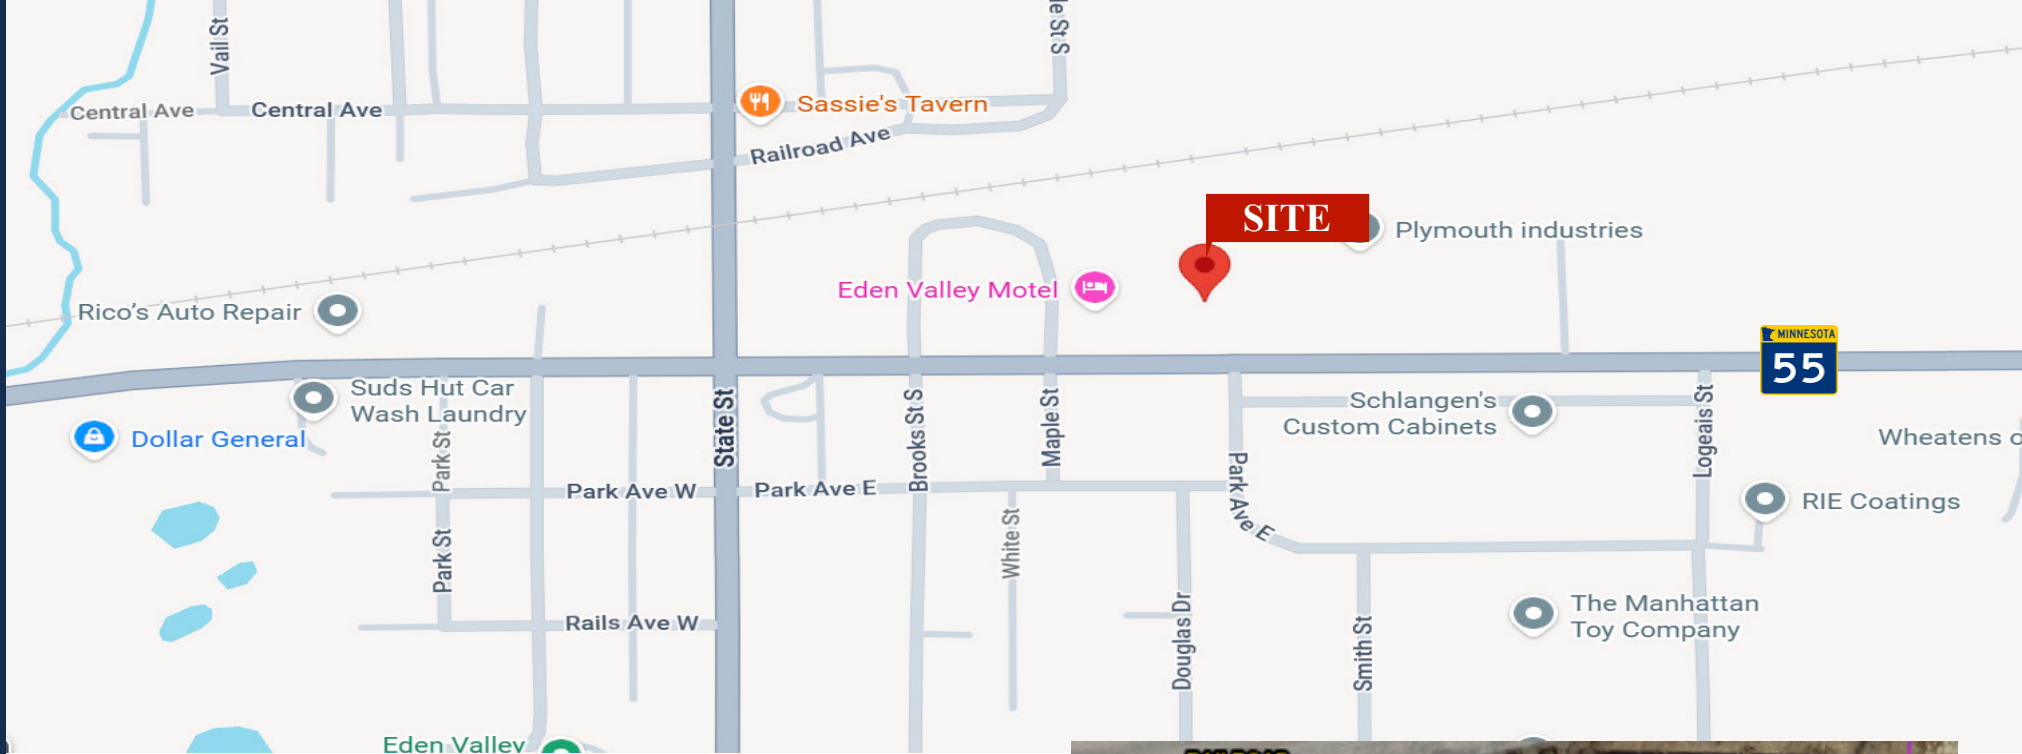 Vail St
le St S
Central Ave
Central Ave
Sassie's Tavern
Railroad Ave
SITE
Plymouth industries
Eden Valley Motel
Rico's Auto Repair
MINNESOTA
55
Suds Hut Car
Wash Laundry
Dollar General
Park St
State St
Brooks St S
Maple St
Schlangen's
Custom Cabinets
Logeais St
Wheatens o
Park Ave W
Park Ave E
Park Ave E
White St
RIE Coatings
Park St
Rails Ave W
Douglas Dr
Smith St
The Manhattan
Toy Company
Eden Valley